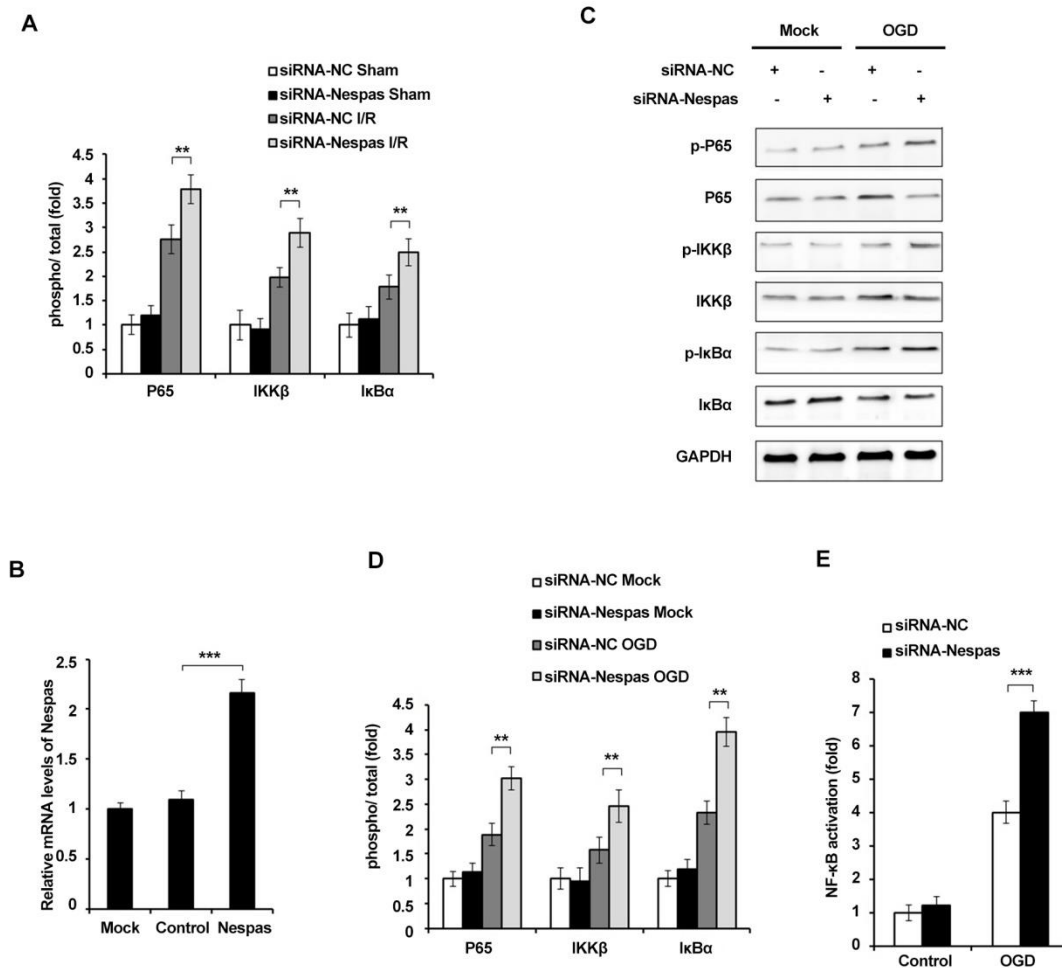 A
siRNA-NC Sham
siRNA-Nespas Sham
siRNA-NC I/R
siRNA-Nespas I/R
phospho/ total (fold)
4.5
4
3.5
3
2.5
2
1.5
1
0.5
0
**
**
**
P65 IKKβ IκBα
C
Mock OGD
siRNA-NC + - + -
siRNA-Nespas - + - +
p-P65
P65
p-IKKβ
IKKβ
p-IκBα
IκBα
GAPDH
B
Relative mRNA levels of Nespas
2.5
2
1.5
1
0.5
0
***
Mock Control Nespas
D
siRNA-NC Mock
siRNA-Nespas Mock
siRNA-NC OGD
siRNA-Nespas OGD
phospho/ total (fold)
4.5
4
3.5
3
2.5
2
1.5
1
0.5
0
**
**
**
P65 IKKβ IκBα
E
siRNA-NC
siRNA-Nespas
NF-κB activation (fold)
8
7
6
5
4
3
2
1
0
***
Control OGD